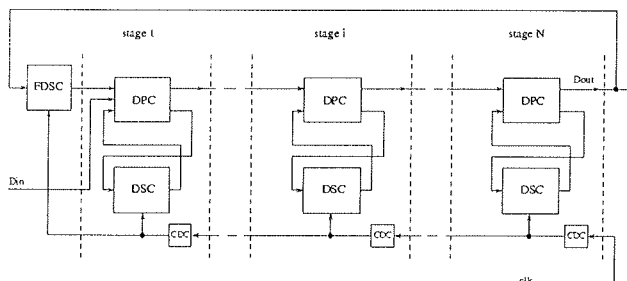 stage 1
stage i
stage N
FDSC
DPC
DPC
DPC
Dout
Din
DSC
DSC
DSC
CDC
CDC
CDC
clk